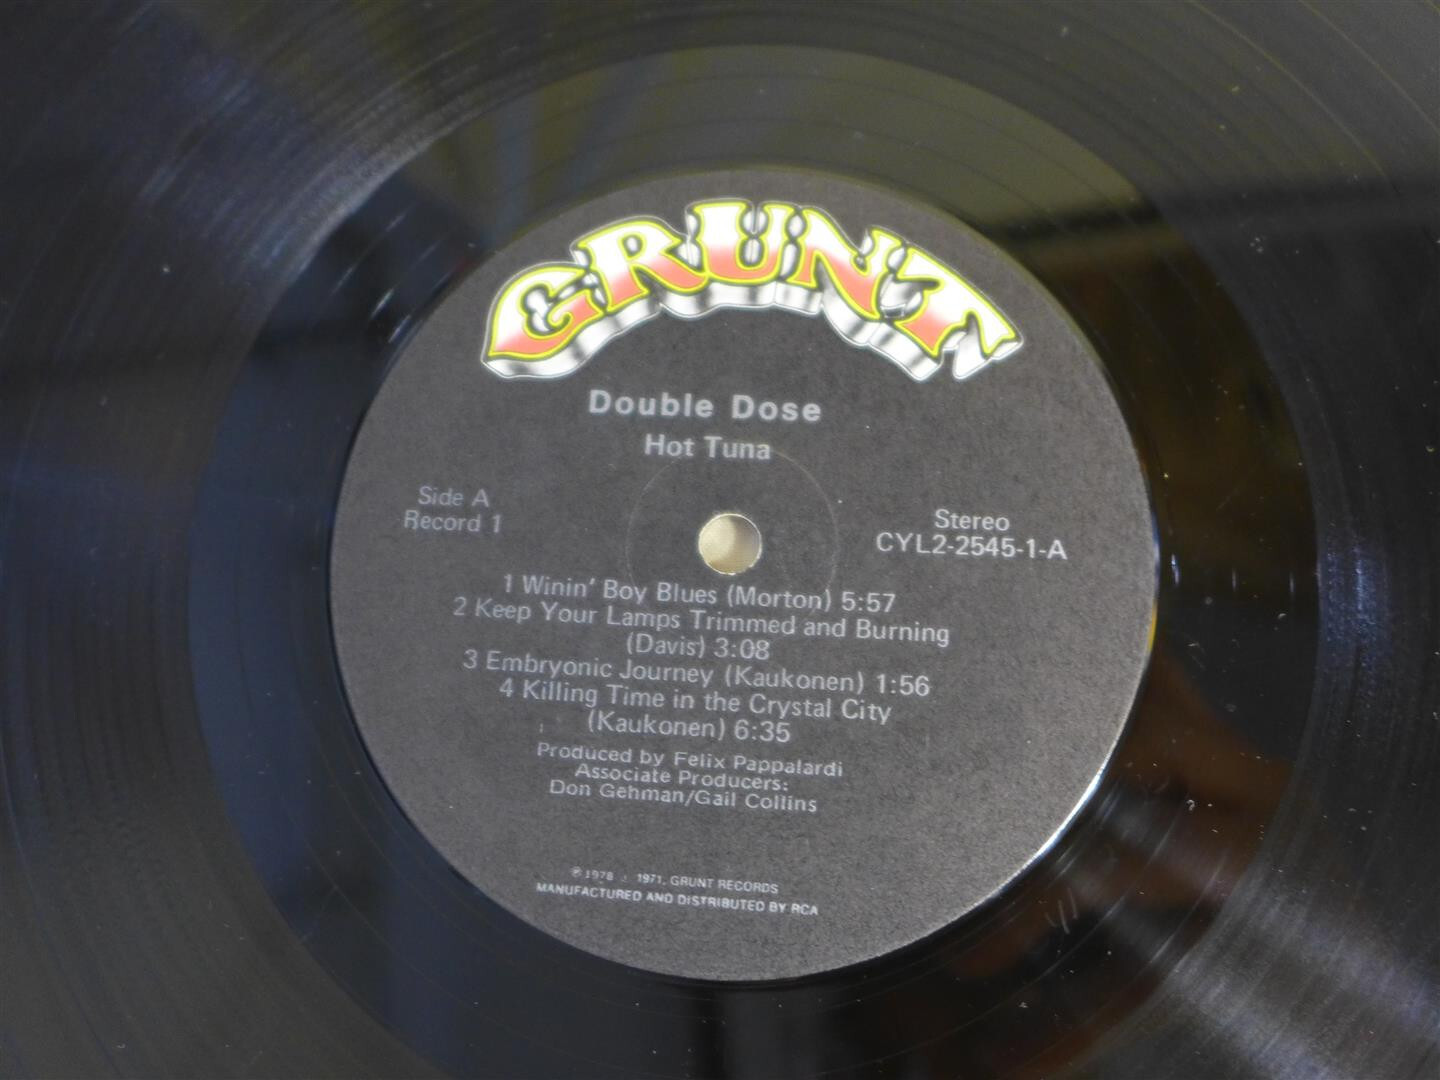 GRUNT
Double Dose
Hot Tuna
Side A
Record 1
Stereo
CYL2-2545-1-A
1 Winin' Boy Blues (Morton) 5:57
2 Keep Your Lamps Trimmed and Burning
(Davis) 3:08
3 Embryonic Journey (Kaukonen) 1:56
4 Killing Time in the Crystal City
(Kaukonen) 6:35
Produced by Felix Pappalardi
Associate Producers:
Don Gehman/Gail Collins
℗ 1978 1971, GRUNT RECORDS
MANUFACTURED AND DISTRIBUTED BY RCA